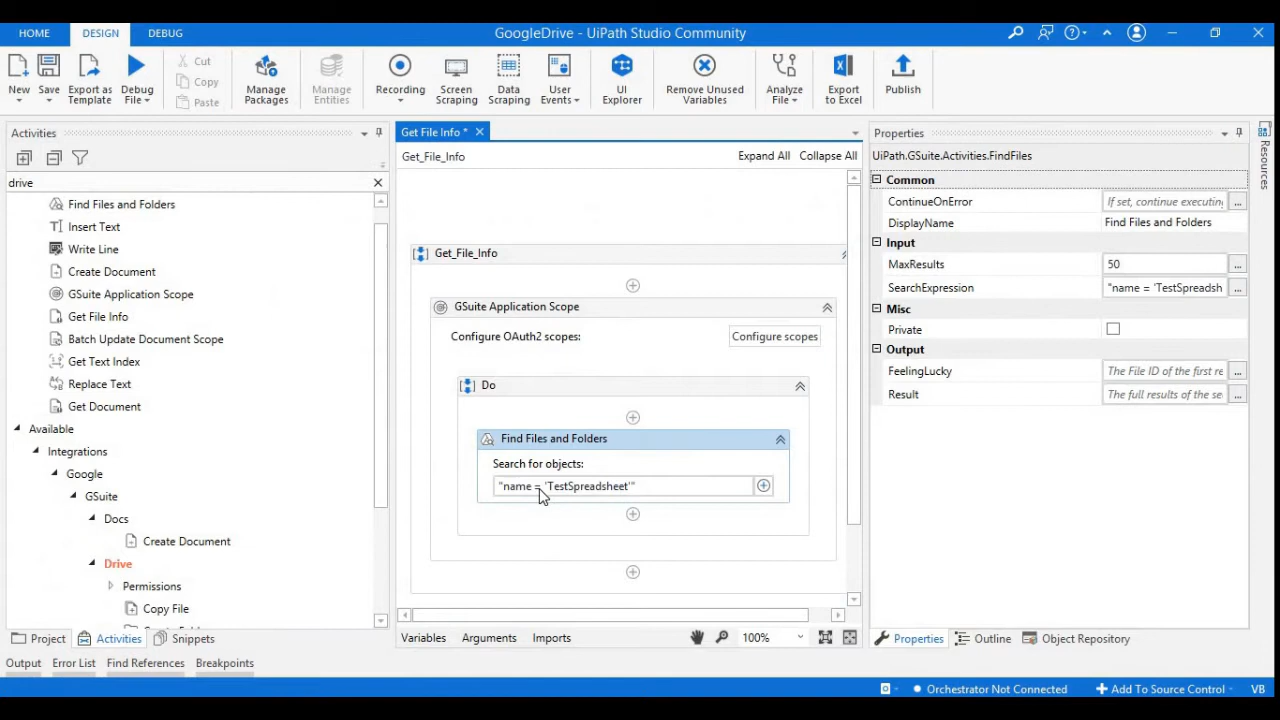 HOME DESIGN DEBUG GoogleDrive - UiPath Studio Community
New Save Export as Template Debug File Cut Copy Paste Manage Packages Manage Entities Recording Screen Scraping Data Scraping User Events UI Explorer Remove Unused Variables Analyze File Export to Excel Publish
Activities
drive
Find Files and Folders
Insert Text
Write Line
Create Document
GSuite Application Scope
Get File Info
Batch Update Document Scope
Get Text Index
Replace Text
Get Document
Available
Integrations
Google
GSuite
Docs
Create Document
Drive
Permissions
Copy File
Project Activities Snippets
Get File Info *
Get_File_Info Expand All Collapse All
Get_File_Info
GSuite Application Scope
Configure OAuth2 scopes: Configure scopes
Do
Find Files and Folders
Search for objects:
"name = 'TestSpreadsheet'"
Variables Arguments Imports 100%
Properties
UiPath.GSuite.Activities.FindFiles
Common
ContinueOnError If set, continue executin ...
DisplayName Find Files and Folders
Input
MaxResults 50 ...
SearchExpression "name = 'TestSpreadsh ...
Misc
Private
Output
FeelingLucky The File ID of the first re ...
Result The full results of the se ...
Properties Outline Object Repository
Resources
Output Error List Find References Breakpoints
Orchestrator Not Connected Add To Source Control VB